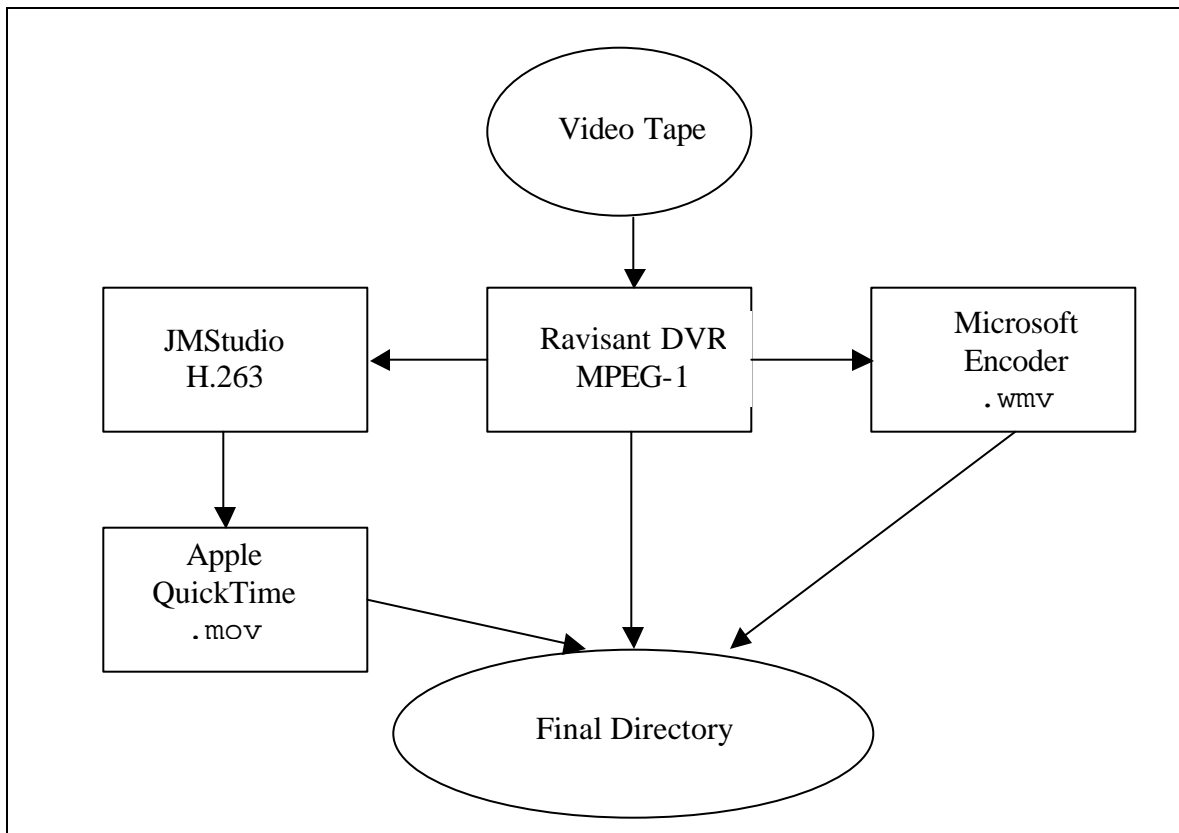 Video Tape
JMStudio
H.263
Ravisant DVR
MPEG-1
Microsoft
Encoder
.wmv
Apple
QuickTime
.mov
Final Directory